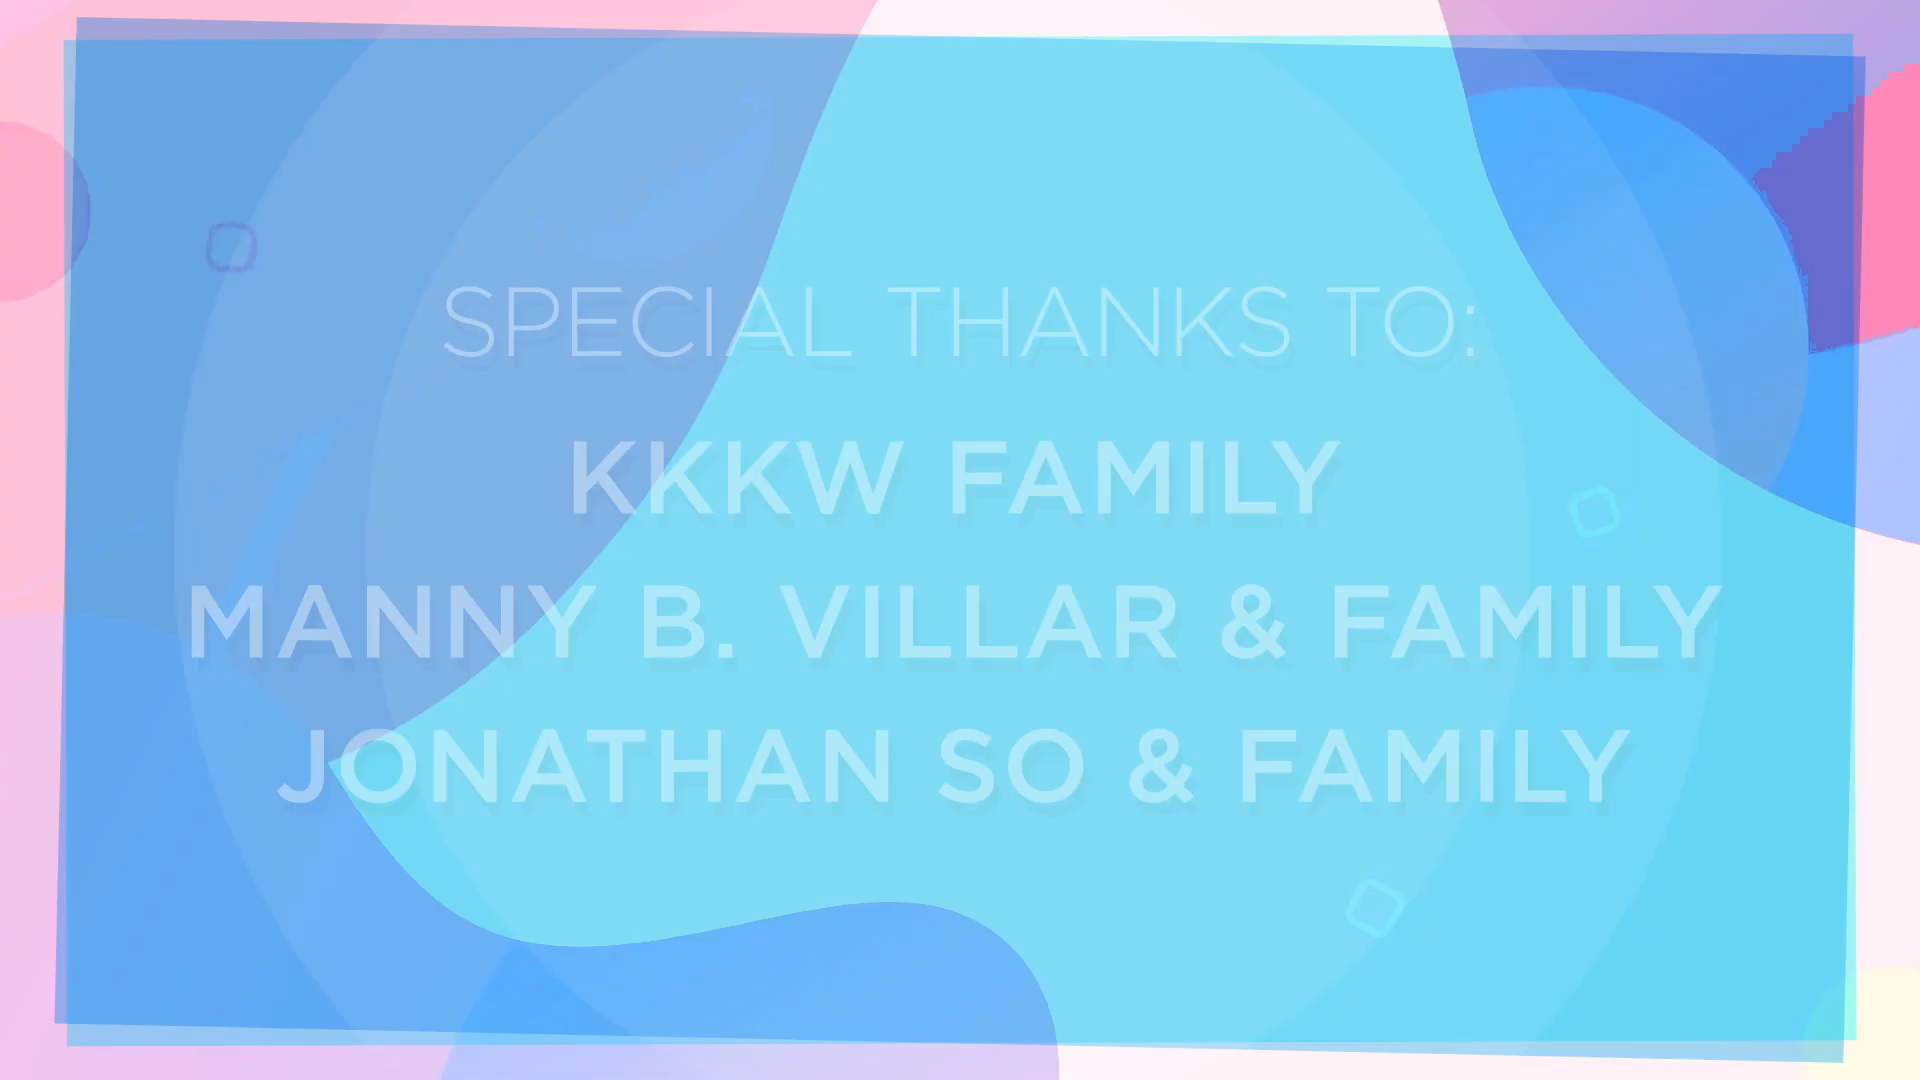 SPECIAL THANKS TO:
KKKW FAMILY
MANNY B. VILLAR & FAMILY
JONATHAN SO & FAMILY